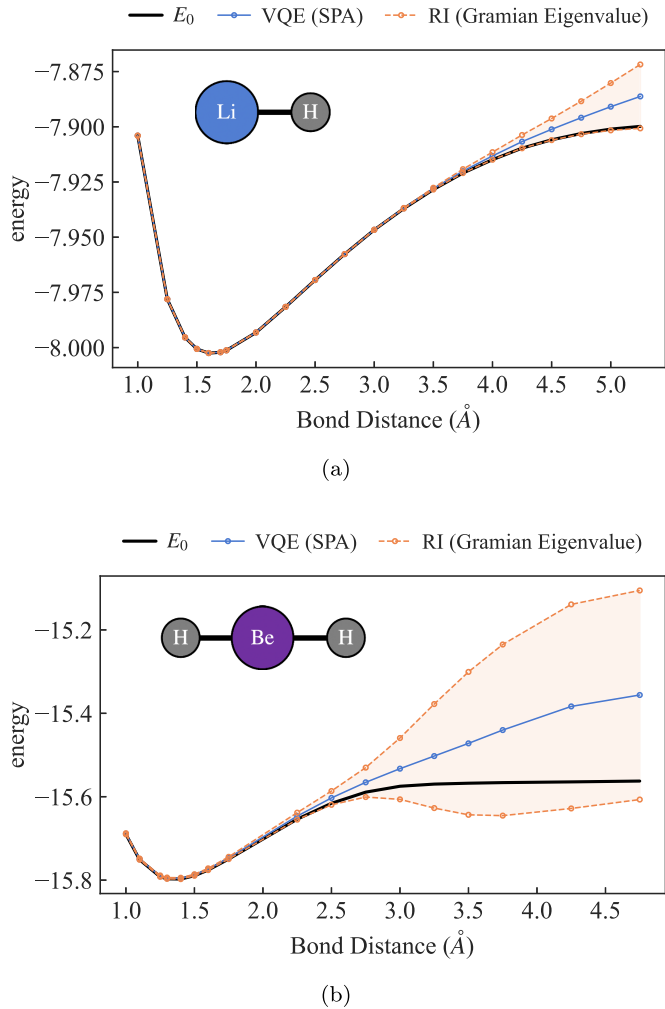 E₀ VQE (SPA) RI (Gramian Eigenvalue)
−7.875
−7.900
−7.925
−7.950
−7.975
−8.000
energy
Li H
1.0 1.5 2.0 2.5 3.0 3.5 4.0 4.5 5.0
Bond Distance (Å)
(a)
E₀ VQE (SPA) RI (Gramian Eigenvalue)
−15.2
−15.4
−15.6
−15.8
energy
H Be H
1.0 1.5 2.0 2.5 3.0 3.5 4.0 4.5
Bond Distance (Å)
(b)